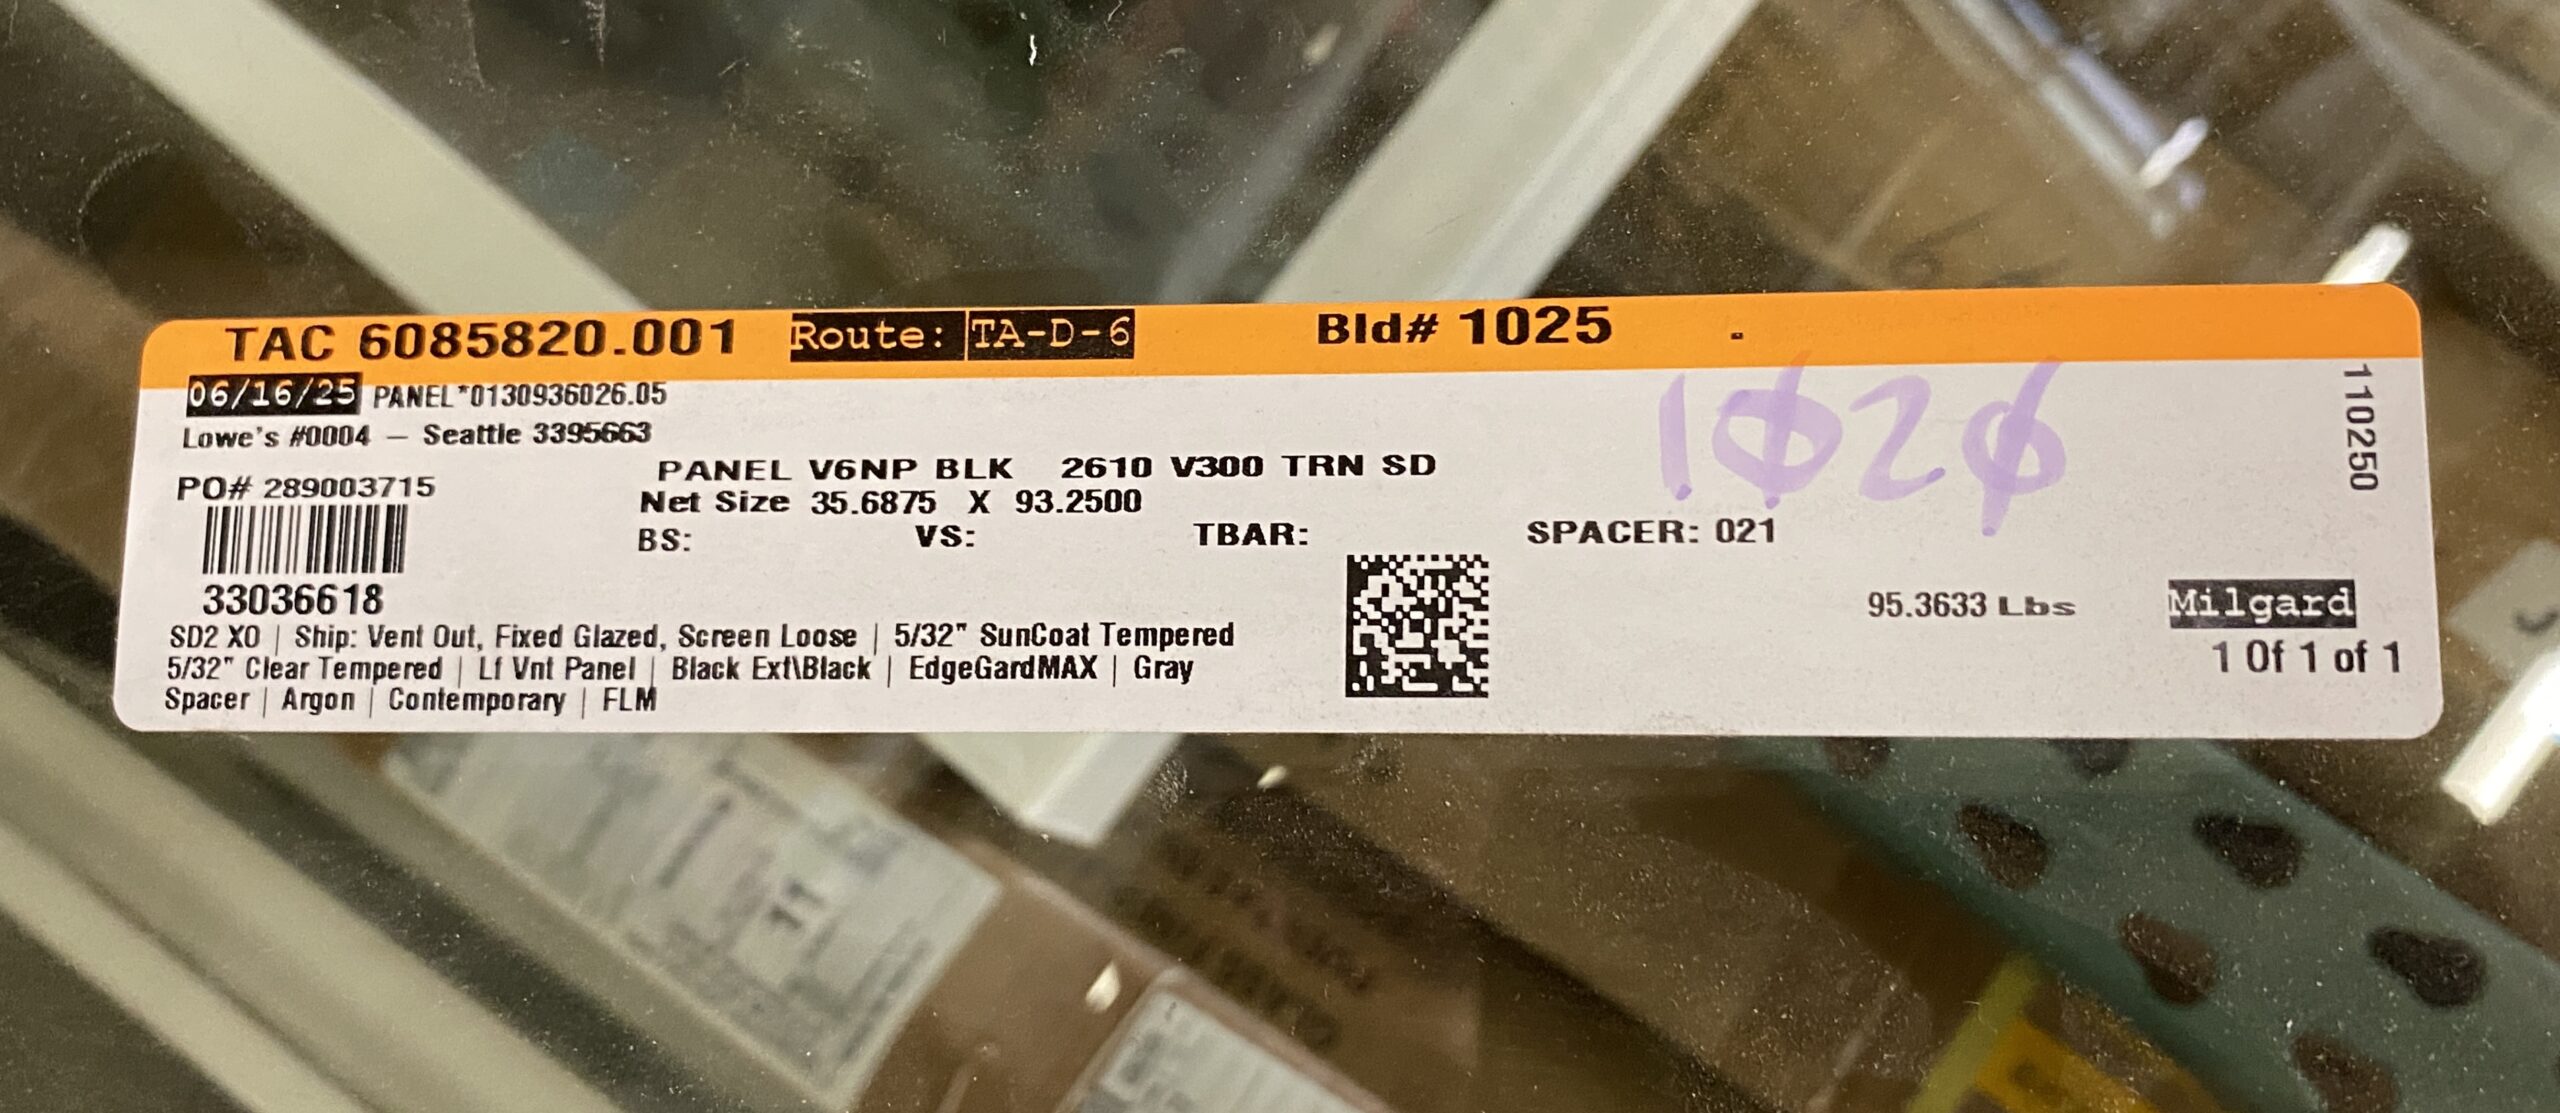 TAC 6085820.001 Route: TA-D-6 Bld# 1025
06/16/25 PANEL*0130936026.05
Lowe's #0004 – Seattle 3395663
1020
110250
PANEL V6NP BLK 2610 V300 TRN SD
PO# 289003715
Net Size 35.6875 X 93.2500
BS: VS: TBAR: SPACER: 021
33036618
95.3633 Lbs Milgard
SD2 XO | Ship: Vent Out, Fixed Glazed, Screen Loose | 5/32" SunCoat Tempered
1 Of 1 of 1
5/32" Clear Tempered | Lf Vnt Panel | Black Ext\Black | EdgeGardMAX | Gray
Spacer | Argon | Contemporary | FLM